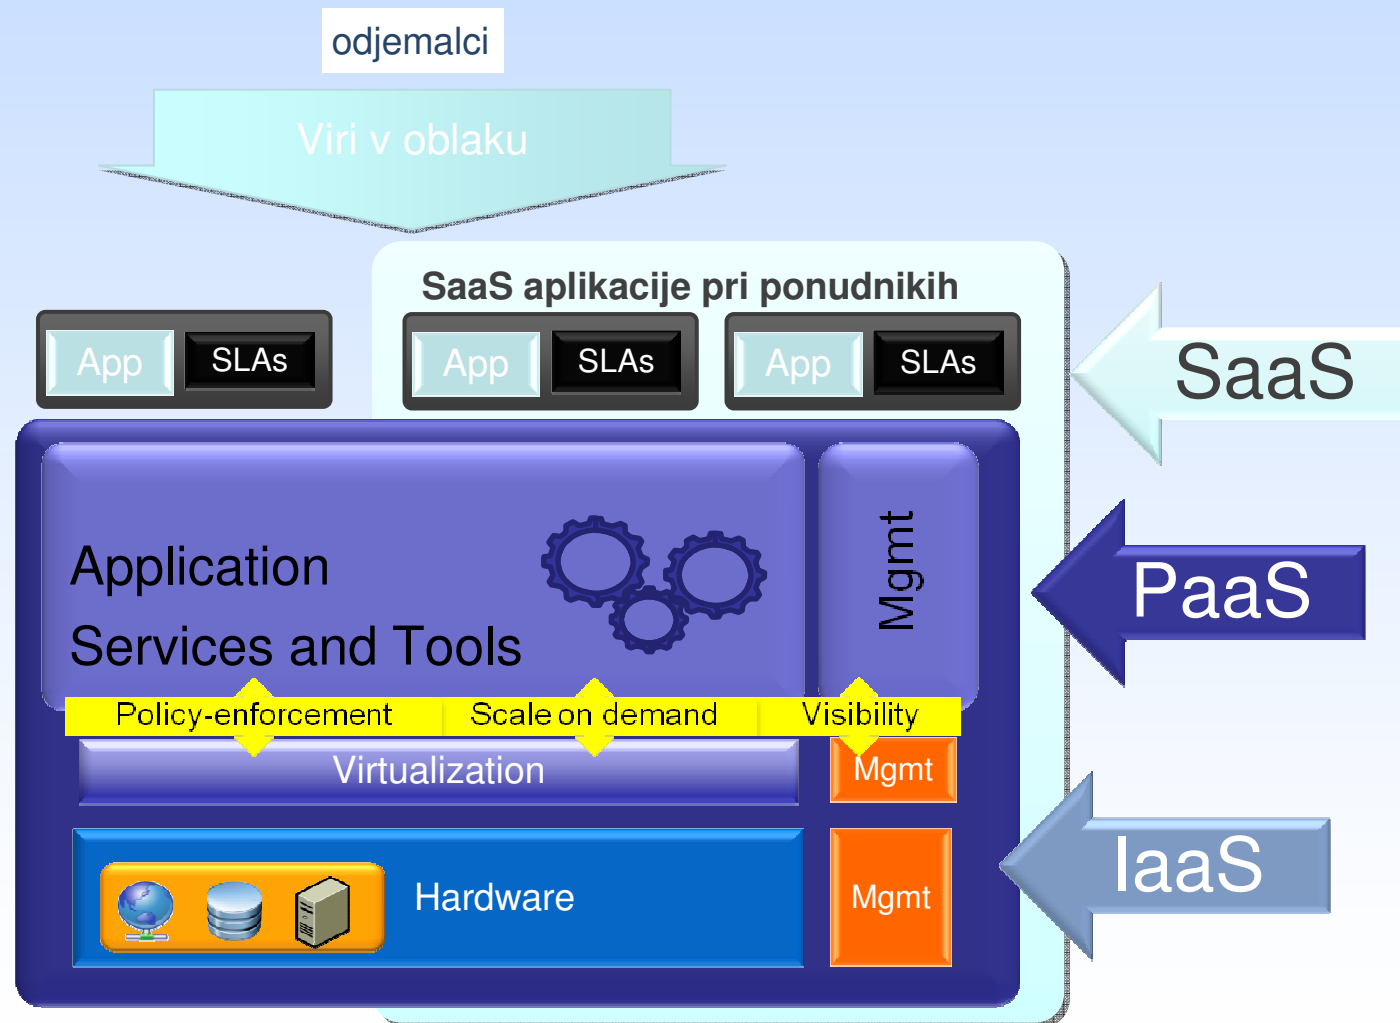 odjemalci
Viri v oblaku
SaaS aplikacije pri ponudnikih
App SLAs
App SLAs
App SLAs
SaaS
Application
Services and Tools
Mgmt
PaaS
Policy-enforcement
Scale on demand
Visibility
Virtualization
Mgmt
Hardware
Mgmt
IaaS